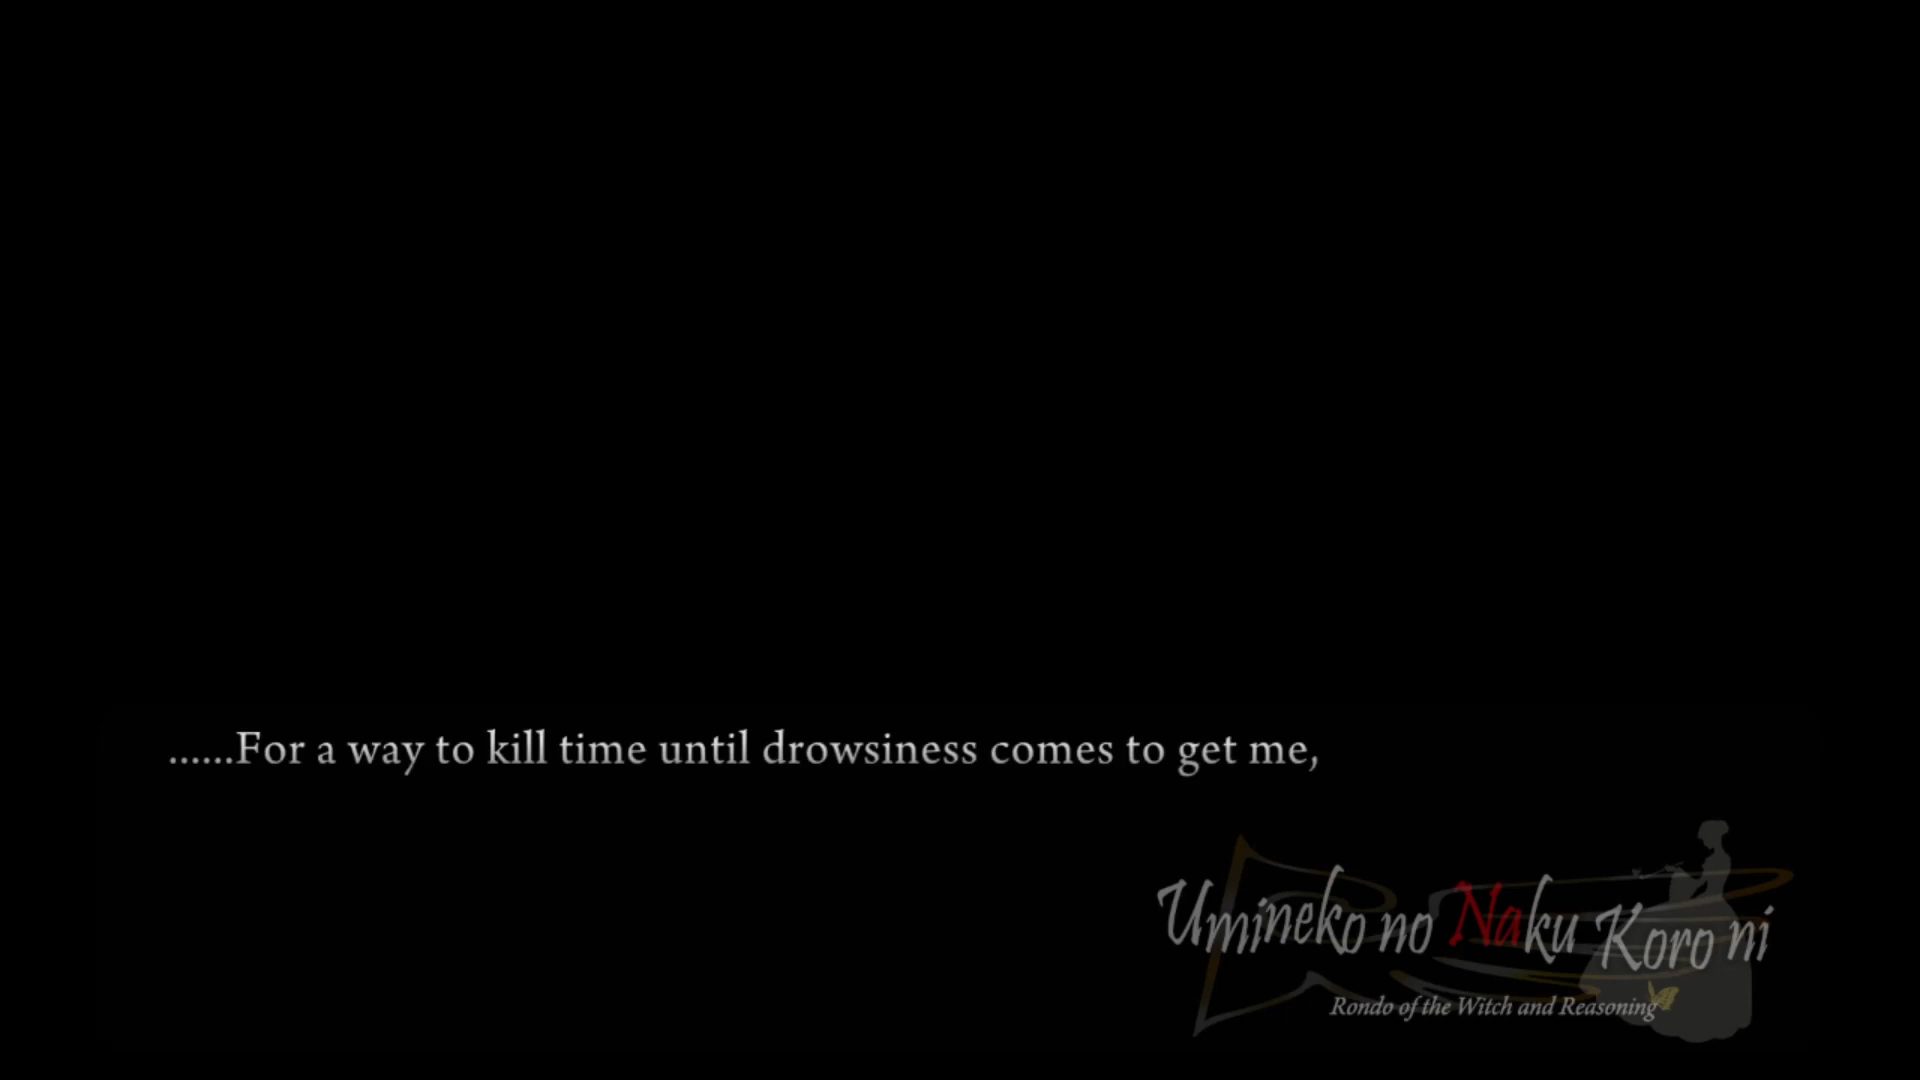 ......For a way to kill time until drowsiness comes to get me,
Umineko no Naku Koro ni
Rondo of the Witch and Reasoning